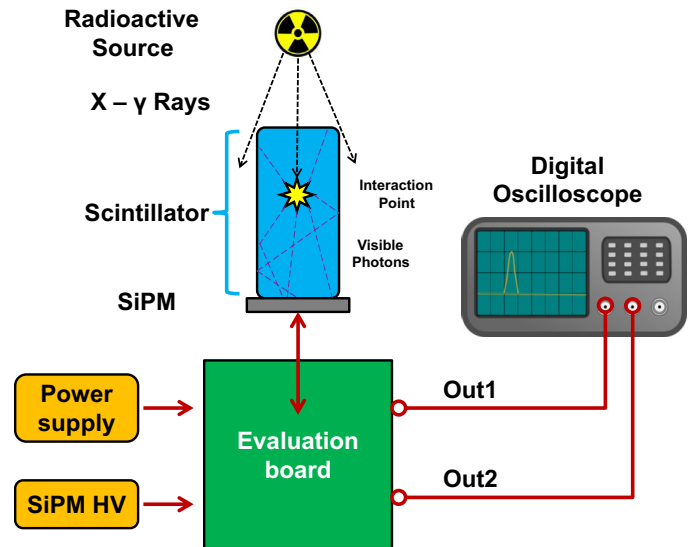 Radioactive
Source
X – γ Rays
Interaction
Point
Digital
Oscilloscope
Scintillator
Visible
Photons
SiPM
Power
supply
Out1
Evaluation
board
SiPM HV
Out2